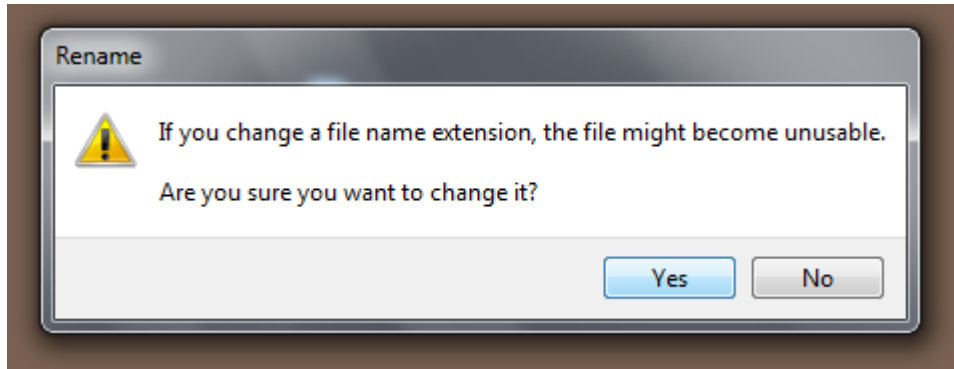 Rename
If you change a file name extension, the file might become unusable.
Are you sure you want to change it?
Yes
No